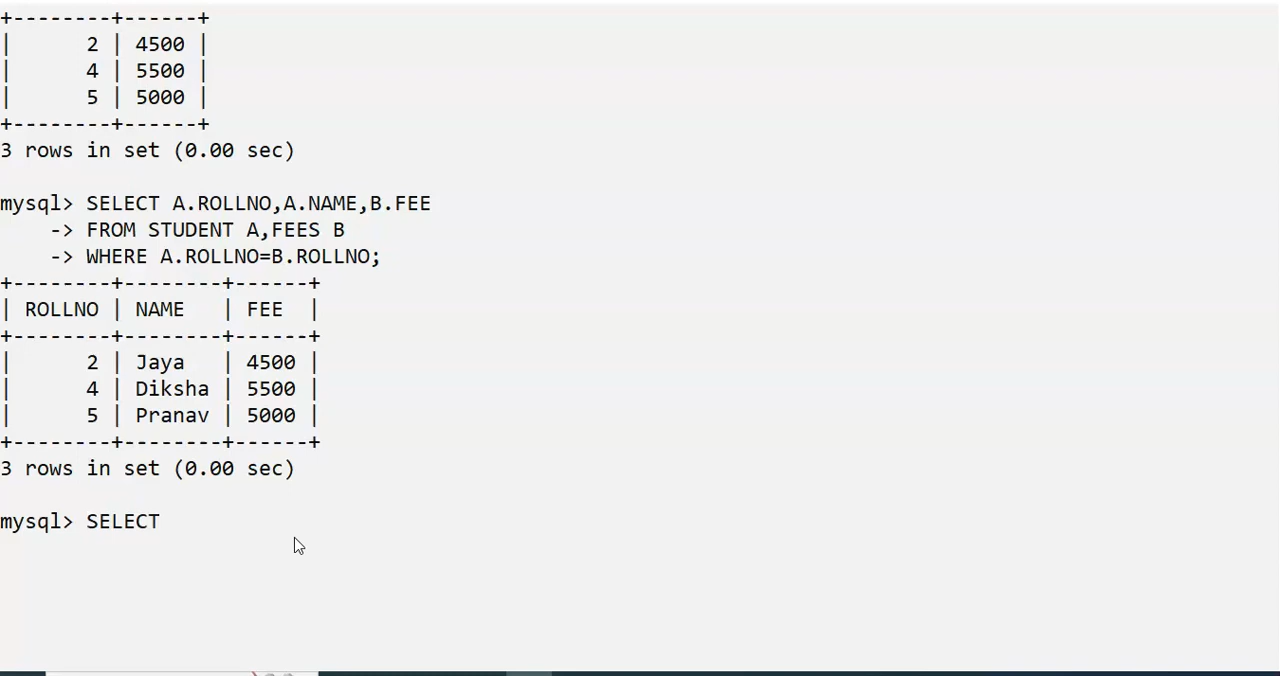 +--------+------+
|      2 | 4500 |
|      4 | 5500 |
|      5 | 5000 |
+--------+------+
3 rows in set (0.00 sec)

mysql> SELECT A.ROLLNO,A.NAME,B.FEE
    -> FROM STUDENT A,FEES B
    -> WHERE A.ROLLNO=B.ROLLNO;
+--------+--------+------+
| ROLLNO | NAME   | FEE  |
+--------+--------+------+
|      2 | Jaya   | 4500 |
|      4 | Diksha | 5500 |
|      5 | Pranav | 5000 |
+--------+--------+------+
3 rows in set (0.00 sec)

mysql> SELECT